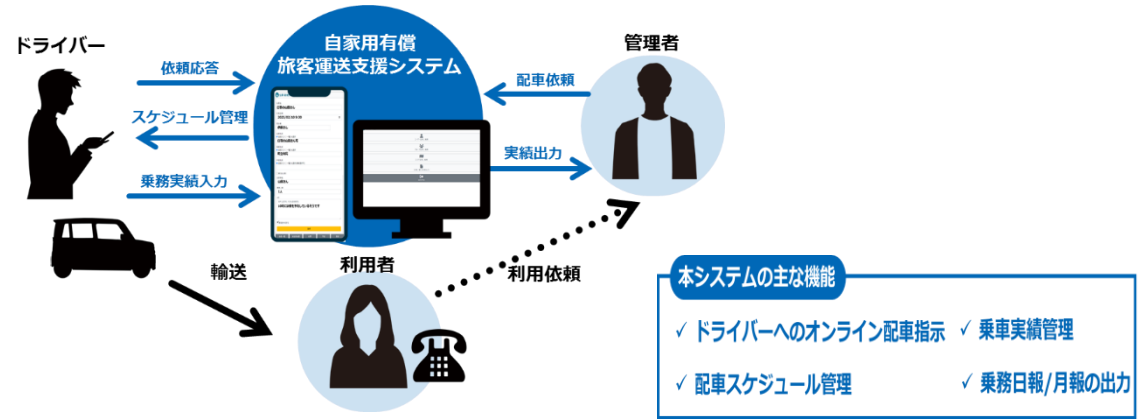 ドライバー
自家用有償
旅客運送支援システム
管理者
依頼応答
配車依頼
スケジュール管理
実績出力
乗務実績入力
輸送
利用者
利用依頼
本システムの主な機能
✓ ドライバーへのオンライン配車指示
✓ 乗車実績管理
✓ 配車スケジュール管理
✓ 乗務日報/月報の出力